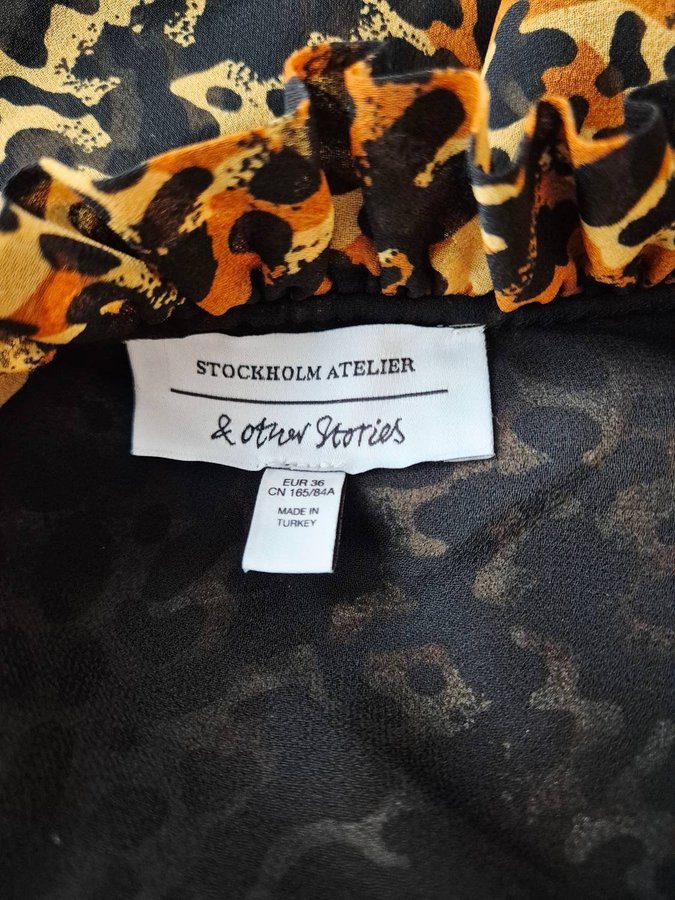 STOCKHOLM ATELIER
& other Stories
EUR 36
CN 165/84A
MADE IN
TURKEY